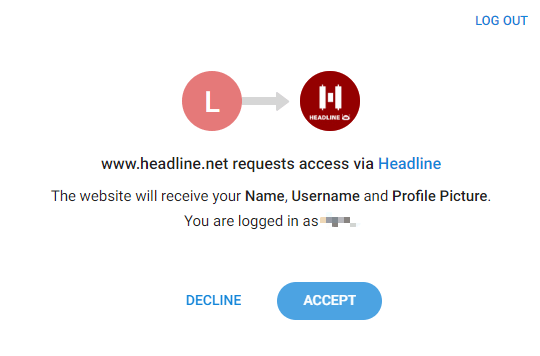 LOG OUT
L
HEADLINE
www.headline.net requests access via Headline
The website will receive your Name, Username and Profile Picture.
You are logged in as
DECLINE
ACCEPT